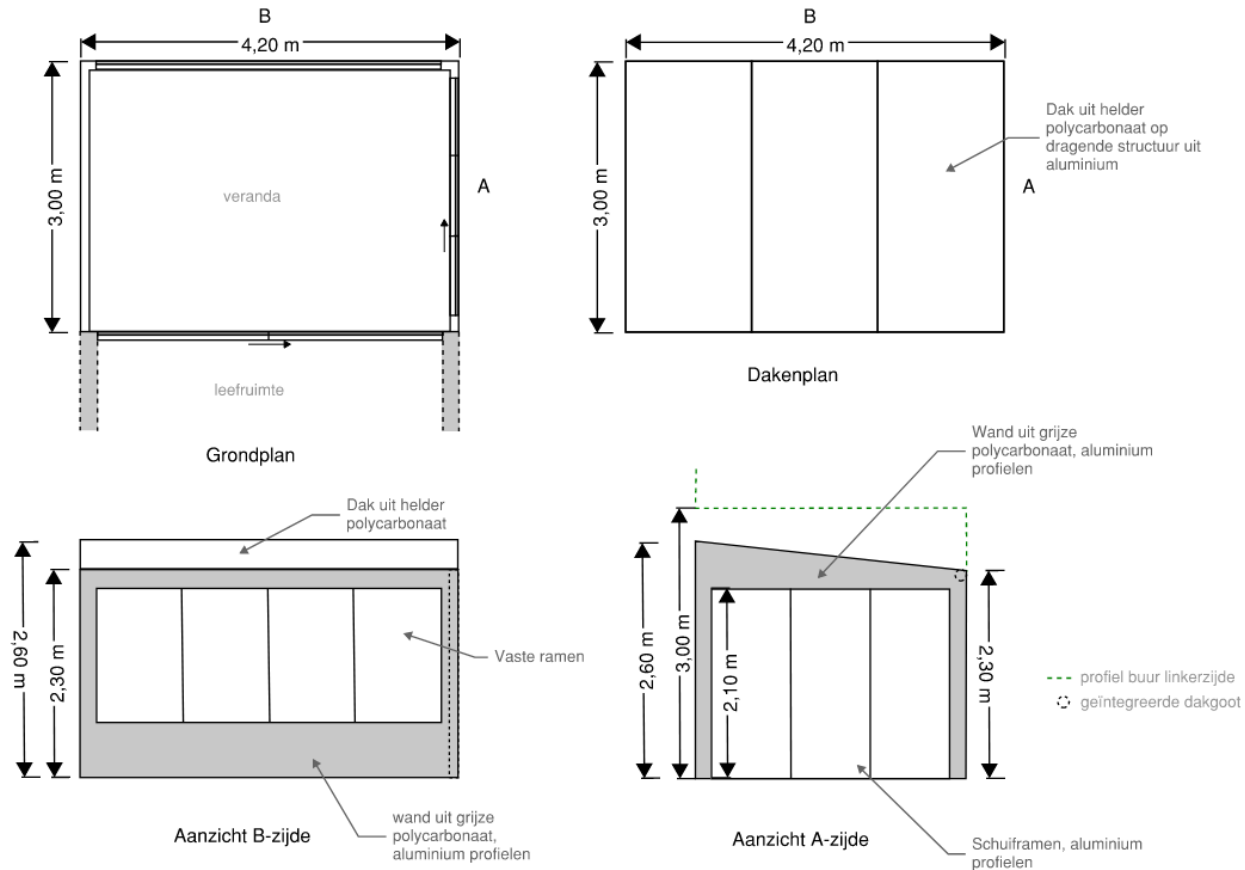 B
4,20 m
3,00 m
veranda
A
leefruimte
Grondplan
B
4,20 m
3,00 m
A
Dak uit helder
polycarbonaat op
dragende structuur uit
aluminium
Dakenplan
Dak uit helder
polycarbonaat
2,60 m
2,30 m
Vaste ramen
wand uit grijze
polycarbonaat,
aluminium profielen
Aanzicht B-zijde
Wand uit grijze
polycarbonaat, aluminium
profielen
2,60 m
3,00 m
2,10 m
2,30 m
profiel buur linkerzijde
geïntegreerde dakgoot
Schuiframen, aluminium
profielen
Aanzicht A-zijde